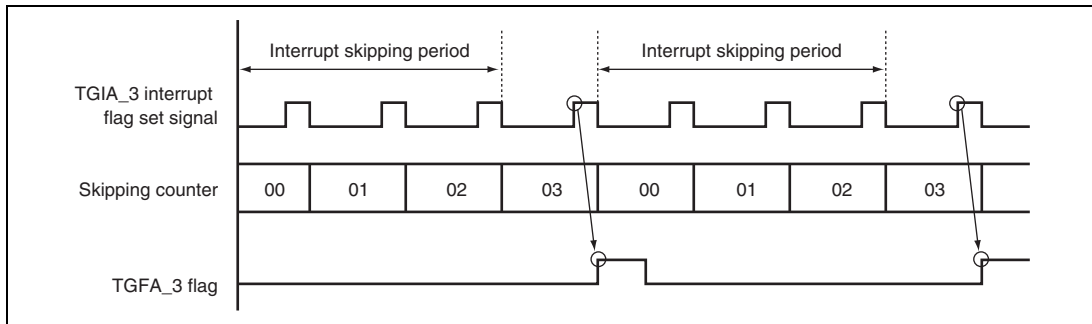 Interrupt skipping period Interrupt skipping period
TGIA_3 interrupt
flag set signal
Skipping counter 00 01 02 03 00 01 02 03
TGFA_3 flag